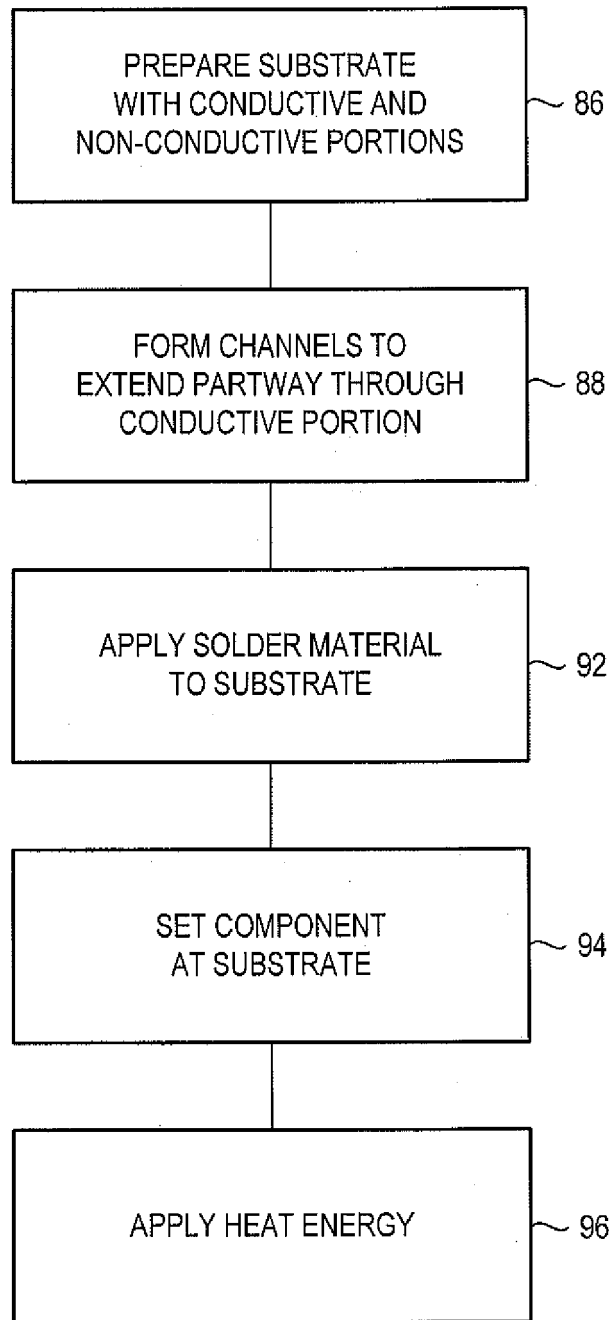 PREPARE SUBSTRATE
WITH CONDUCTIVE AND
NON-CONDUCTIVE PORTIONS
86
FORM CHANNELS TO
EXTEND PARTWAY THROUGH
CONDUCTIVE PORTION
88
APPLY SOLDER MATERIAL
TO SUBSTRATE
92
SET COMPONENT
AT SUBSTRATE
94
APPLY HEAT ENERGY
96